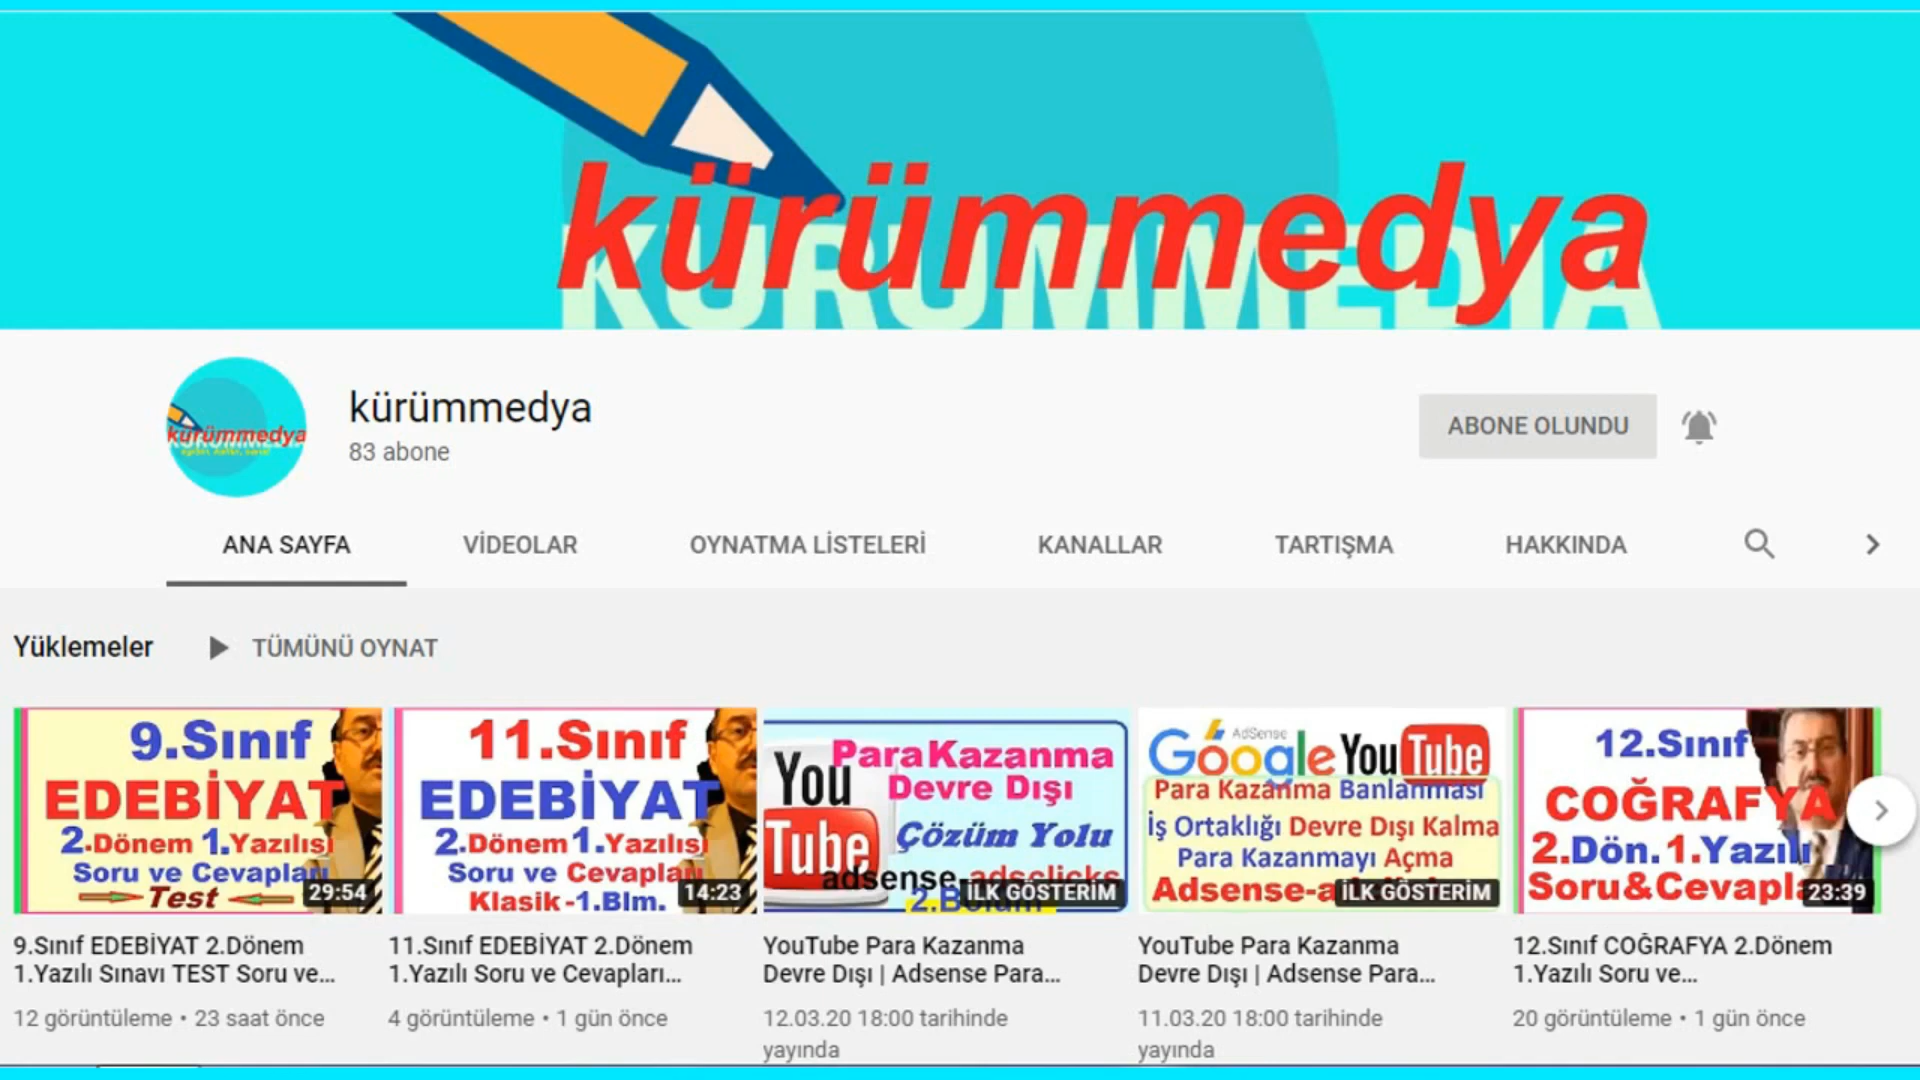 kürümmedya
KÜRÜMMEDIA
kürümmedya
kürümmedya
83 abone
ABONE OLUNDU
ANA SAYFA
VİDEOLAR
OYNATMA LİSTELERİ
KANALLAR
TARTIŞMA
HAKKINDA
Yüklemeler
TÜMÜNÜ OYNAT
9.Sınıf
EDEBİYAT
2.Dönem 1.Yazılısı
Soru ve Cevapları
Test
29:54
9.Sınıf EDEBİYAT 2.Dönem
1.Yazılı Sınavı TEST Soru ve...
12 görüntüleme • 23 saat önce
11.Sınıf
EDEBİYAT
2.Dönem 1.Yazılısı
Soru ve Cevapları
Klasik -1.Blm.
14:23
11.Sınıf EDEBİYAT 2.Dönem
1.Yazılı Soru ve Cevapları...
4 görüntüleme • 1 gün önce
You
Tube
Para Kazanma
Devre Dışı
Çözüm Yolu
adsense, adsclicks
2.Bölüm
İLK GÖSTERİM
YouTube Para Kazanma
Devre Dışı | Adsense Para...
12.03.20 18:00 tarihinde
yayında
AdSense
Google YouTube
Para Kazanma Banlanması
İş Ortaklığı Devre Dışı Kalma
Para Kazanmayı Açma
İLK GÖSTERİM
YouTube Para Kazanma
Devre Dışı | Adsense Para...
11.03.20 18:00 tarihinde
yayında
12.Sınıf
COĞRAFYA
2.Dön. 1.Yazılı
23:39
12.Sınıf COĞRAFYA 2.Dönem
1.Yazılı Soru ve...
20 görüntüleme • 1 gün önce